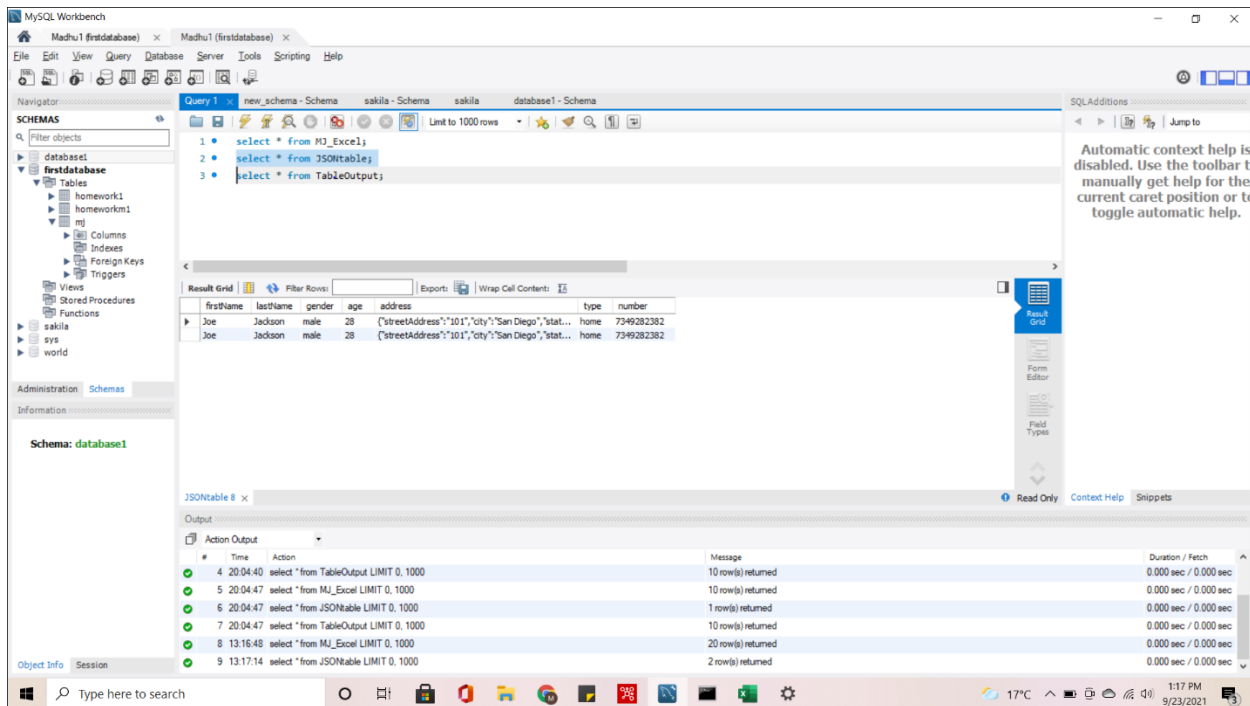 MySQL Workbench
Madhu1 (firstdatabase) × Madhu1 (firstdatabase) ×
File Edit View Query Database Server Tools Scripting Help
Navigator
SCHEMAS
Filter objects
database1
firstdatabase
Tables
homework1
homeworkm1
mj
Columns
Indexes
Foreign Keys
Triggers
Views
Stored Procedures
Functions
sakila
sys
world
Administration Schemas
Information
Schema: database1
Object Info Session
Query 1 × new_schema - Schema sakila - Schema sakila database1 - Schema
Limit to 1000 rows
1 select * from MJ_Excel;
2 select * from JSONtable;
3 select * from TableOutput;
Result Grid Filter Rows: Export: Wrap Cell Content:
firstName lastName gender age address type number
Joe Jackson male 28 {"streetAddress":"101","city":"San Diego","stat... home 7349282382
Joe Jackson male 28 {"streetAddress":"101","city":"San Diego","stat... home 7349282382
Result Grid
Form Editor
Field Types
JSONtable 8 × Read Only
SQLAdditions
Jump to
Automatic context help is
disabled. Use the toolbar t
manually get help for the
current caret position or to
toggle automatic help.
Context Help Snippets
Output
Action Output
# Time Action Message Duration / Fetch
4 20:04:40 select * from TableOutput LIMIT 0, 1000 10 row(s) returned 0.000 sec / 0.000 sec
5 20:04:47 select * from MJ_Excel LIMIT 0, 1000 10 row(s) returned 0.000 sec / 0.000 sec
6 20:04:47 select * from JSONtable LIMIT 0, 1000 1 row(s) returned 0.000 sec / 0.000 sec
7 20:04:47 select * from TableOutput LIMIT 0, 1000 10 row(s) returned 0.000 sec / 0.000 sec
8 13:16:48 select * from MJ_Excel LIMIT 0, 1000 20 row(s) returned 0.000 sec / 0.000 sec
9 13:17:14 select * from JSONtable LIMIT 0, 1000 2 row(s) returned 0.000 sec / 0.000 sec
Type here to search
17°C
1:17 PM
9/23/2021
3